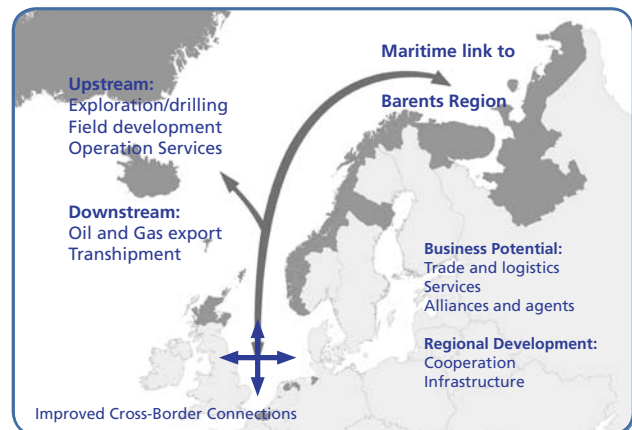 Maritime link to
Barents Region
Upstream:
Exploration/drilling
Field development
Operation Services
Downstream:
Oil and Gas export
Transhipment
Business Potential:
Trade and logistics
Services
Alliances and agents
Regional Development:
Cooperation
Infrastructure
Improved Cross-Border Connections